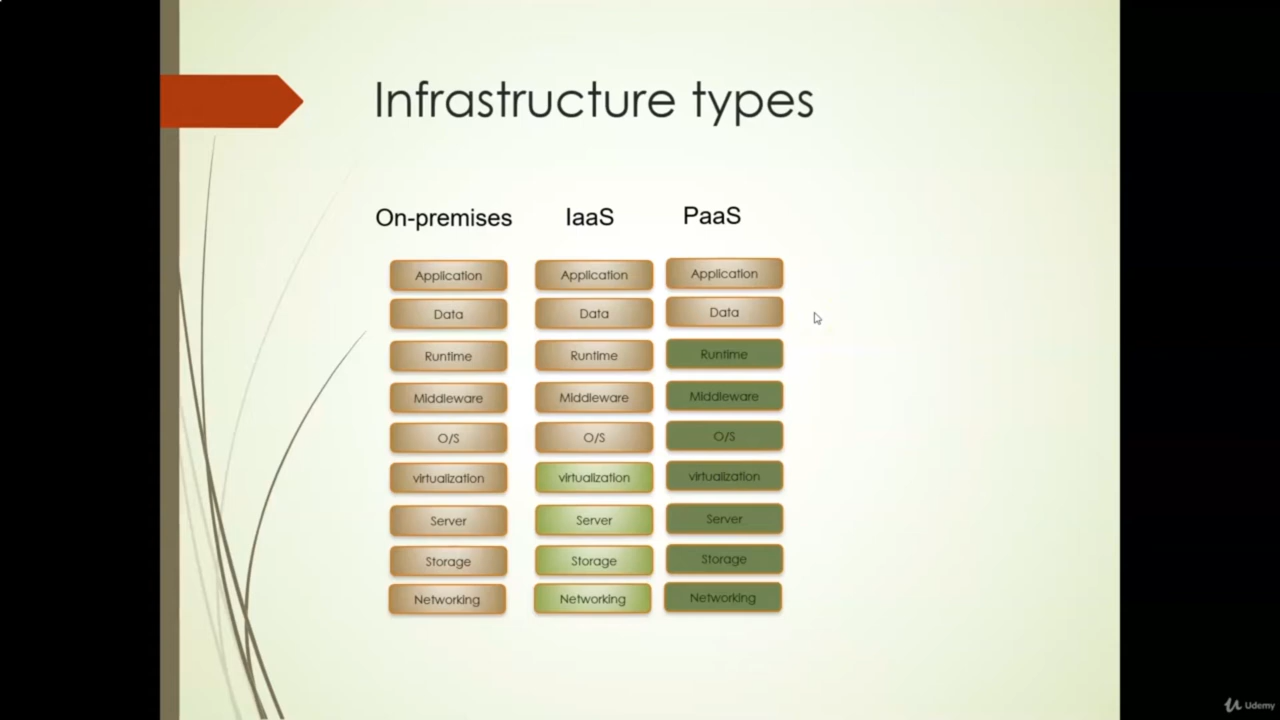 Infrastructure types
On-premises IaaS PaaS
Application Application Application
Data Data Data
Runtime Runtime Runtime
Middleware Middleware Middleware
O/S O/S O/S
virtualization virtualization virtualization
Server Server Server
Storage Storage Storage
Networking Networking Networking
Udemy